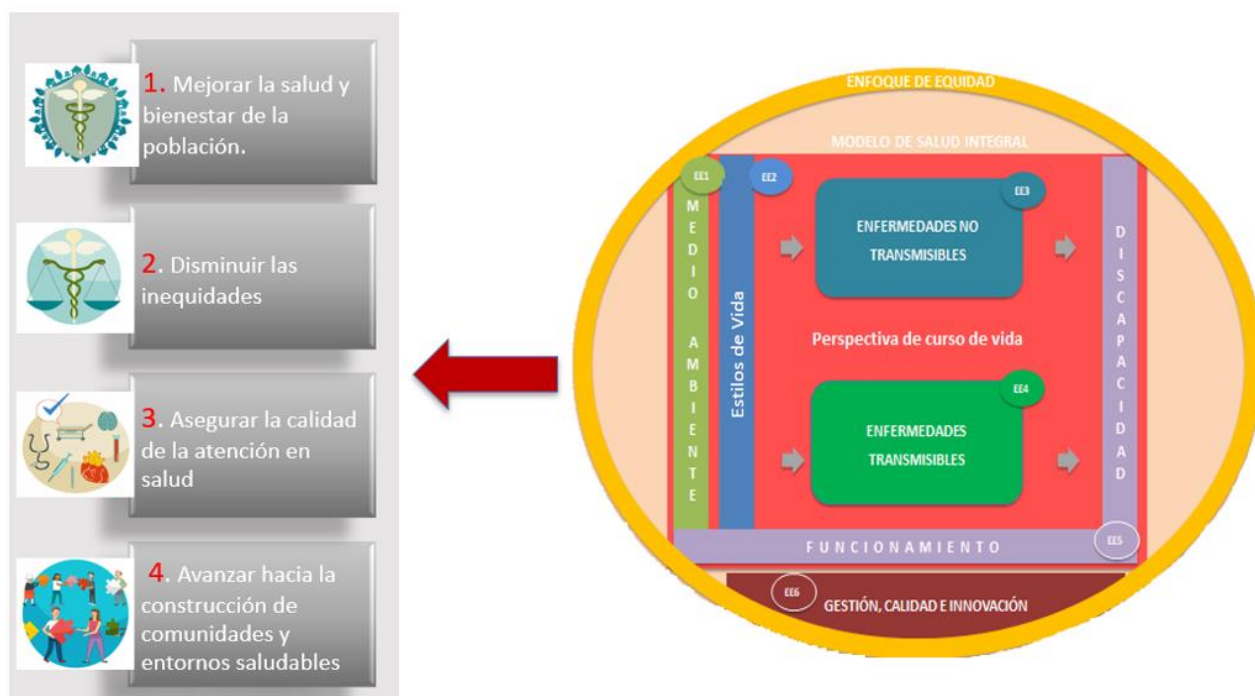 1. Mejorar la salud y
bienestar de la
población.
2. Disminuir las
inequidades
3. Asegurar la calidad
de la atención en
salud
4. Avanzar hacia la
construcción de
comunidades y
entornos saludables
ENFOQUE DE EQUIDAD
MODELO DE SALUD INTEGRAL
EE1
MEDIO AMBIENTE
EE2
Estilos de Vida
EE3
ENFERMEDADES NO
TRANSMISIBLES
Perspectiva de curso de vida
EE4
ENFERMEDADES
TRANSMISIBLES
DISCAPACIDAD
EE5
FUNCIONAMIENTO
EE6
GESTIÓN, CALIDAD E INNOVACIÓN